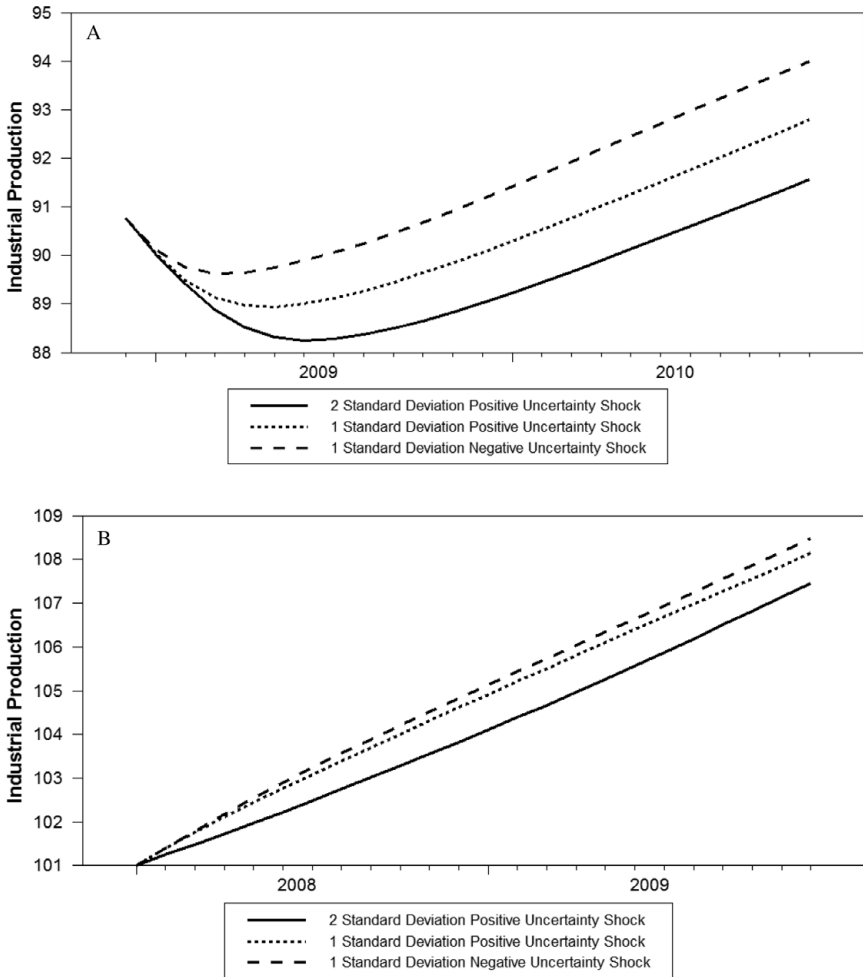 A
95
94
93
92
91
90
89
88
Industrial Production
2009 2010
2 Standard Deviation Positive Uncertainty Shock
1 Standard Deviation Positive Uncertainty Shock
1 Standard Deviation Negative Uncertainty Shock
B
109
108
107
106
105
104
103
102
101
Industrial Production
2008 2009
2 Standard Deviation Positive Uncertainty Shock
1 Standard Deviation Positive Uncertainty Shock
1 Standard Deviation Negative Uncertainty Shock